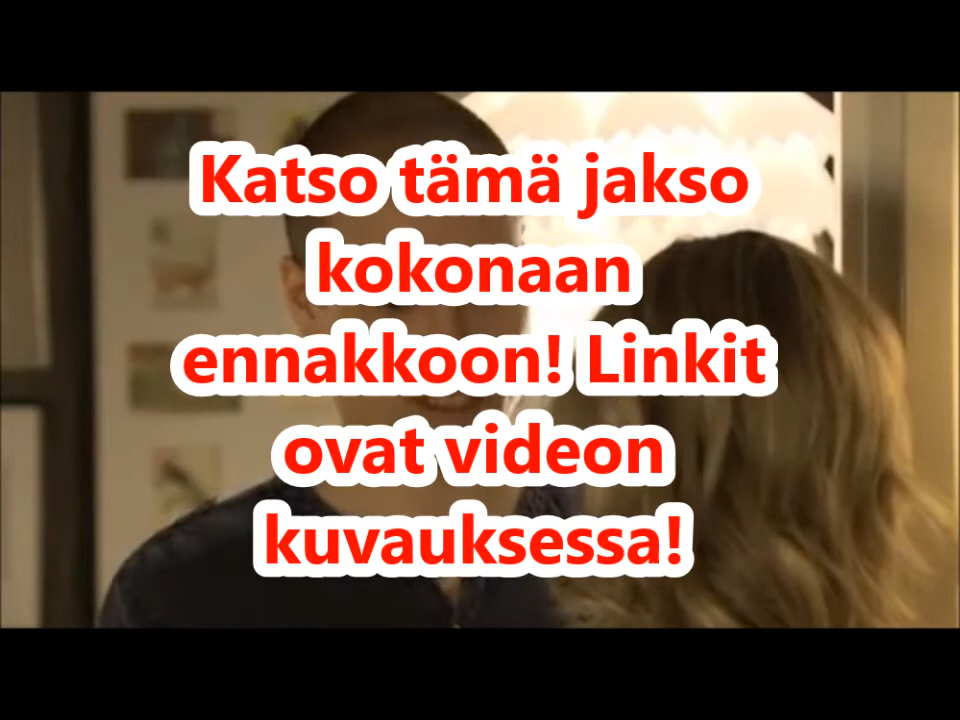 Katso tämä jakso
kokonaan
ennakkoon! Linkit
ovat videon
kuvauksessa!